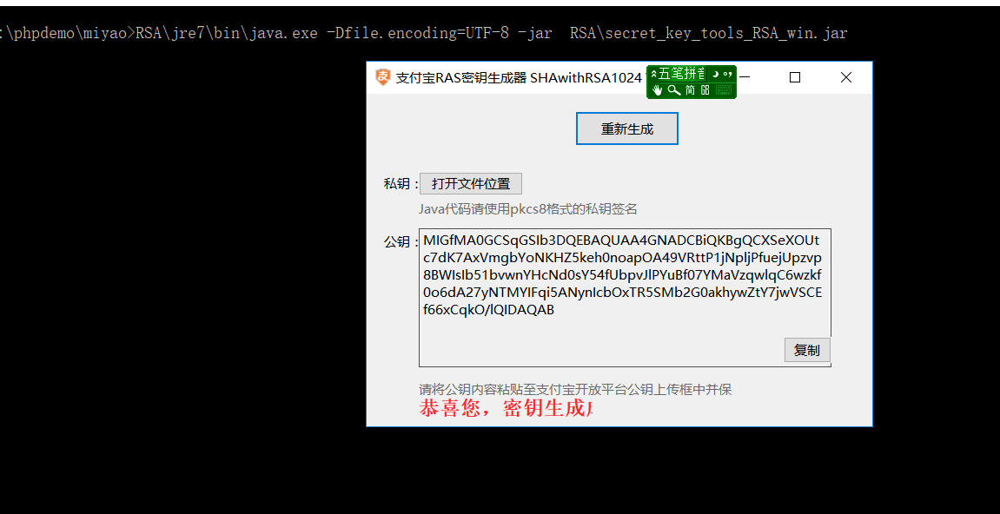 :\phpdemo\miyao>RSA\jre7\bin\java.exe -Dfile.encoding=UTF-8 -jar  RSA\secret_key_tools_RSA_win.jar
支付宝RAS密钥生成器 SHAwithRSA1024
五笔拼音
简
重新生成
私钥：
打开文件位置
Java代码请使用pkcs8格式的私钥签名
公钥：
MIGfMA0GCSqGSIb3DQEBAQUAA4GNADCBiQKBgQCXSeXOUt
c7dK7AxVmgbYoNKHZ5keh0noapOA49VRttP1jNpljPfuejUpzvp
8BWIsIb51bvwnYHcNd0sY54fUbpvJlPYuBf07YMaVzqwlqC6wzkf
0o6dA27yNTMYIFqi5ANynIcbOxTR5SMb2G0akhywZtY7jwVSCE
f66xCqkO/lQIDAQAB
复制
请将公钥内容粘贴至支付宝开放平台公钥上传框中并保
恭喜您，密钥生成